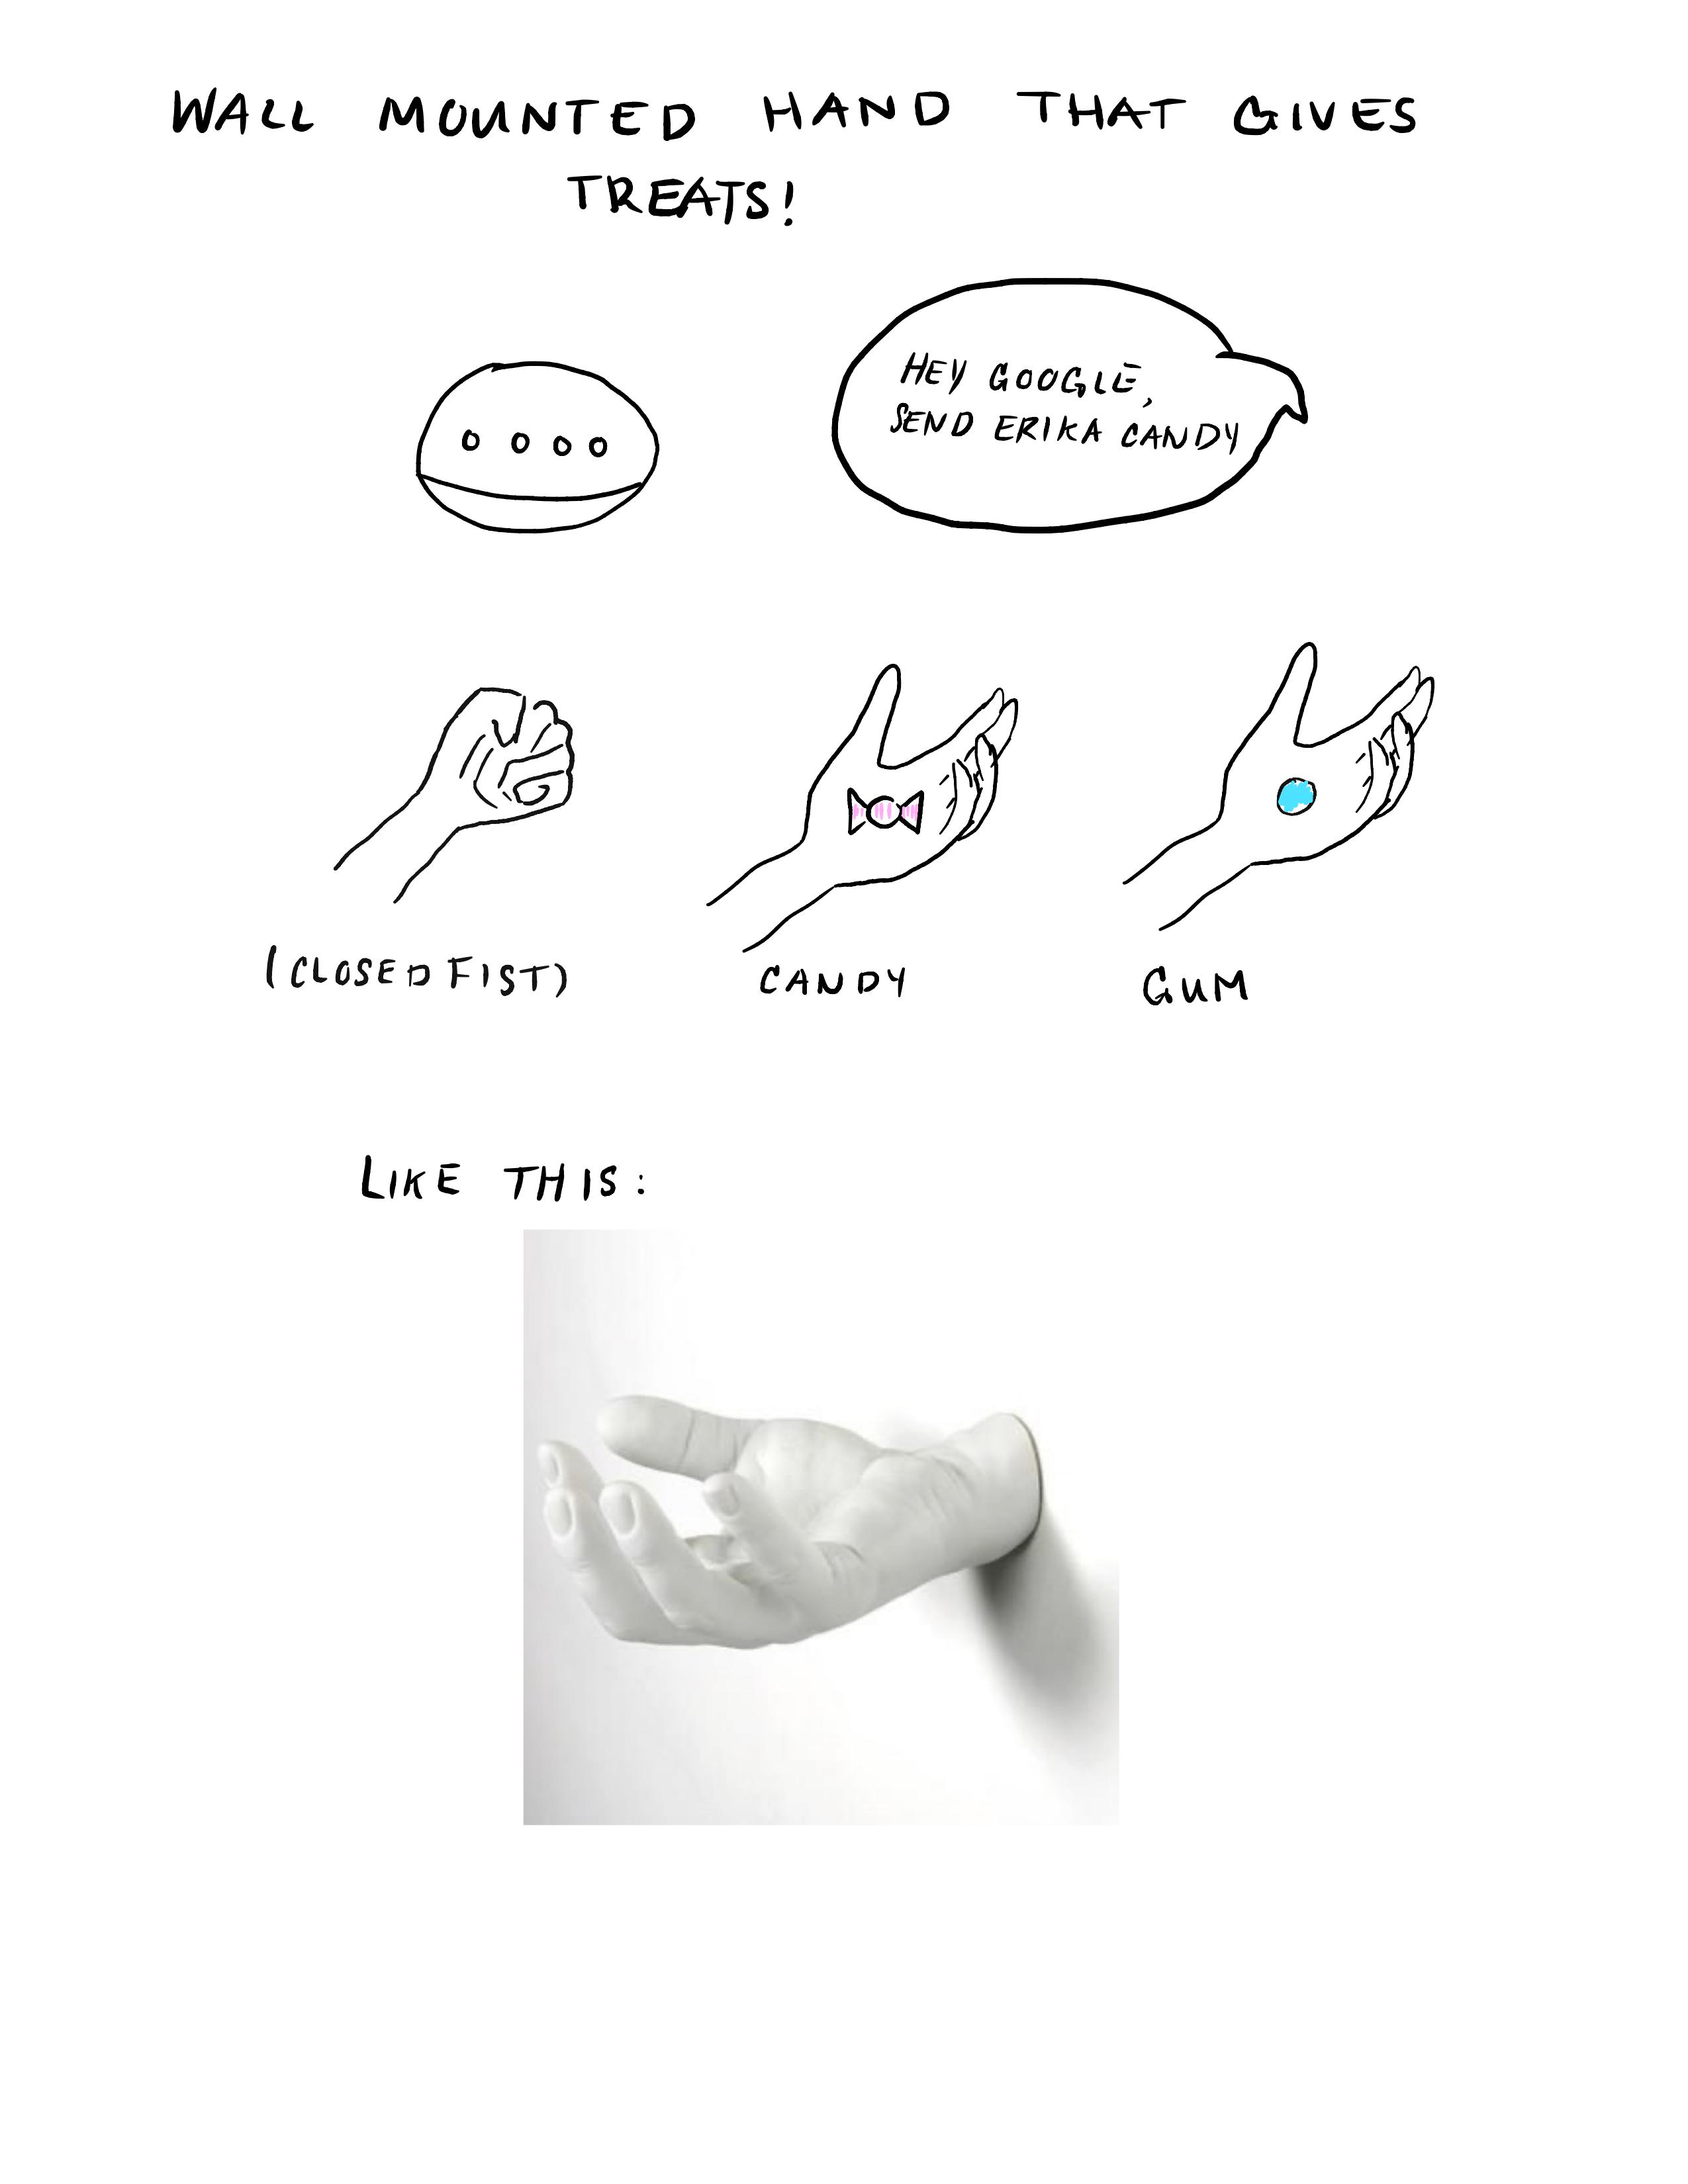 WALL MOUNTED HAND THAT GIVES
TREATS!
HEY GOOGLE,
SEND ERIKA CANDY
(CLOSED FIST)
CANDY
GUM
LIKE THIS: